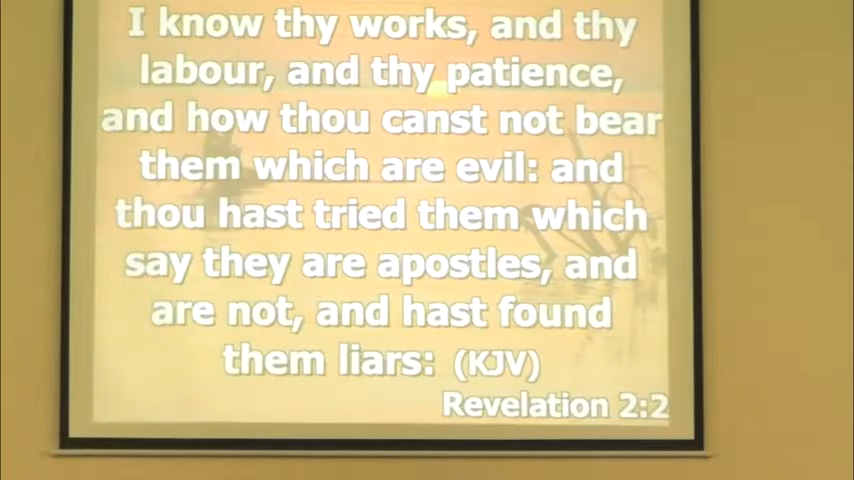 I know thy works, and thy
labour, and thy patience,
and how thou canst not bear
them which are evil: and
thou hast tried them which
say they are apostles, and
are not, and hast found
them liars: (KJV)
Revelation 2:2